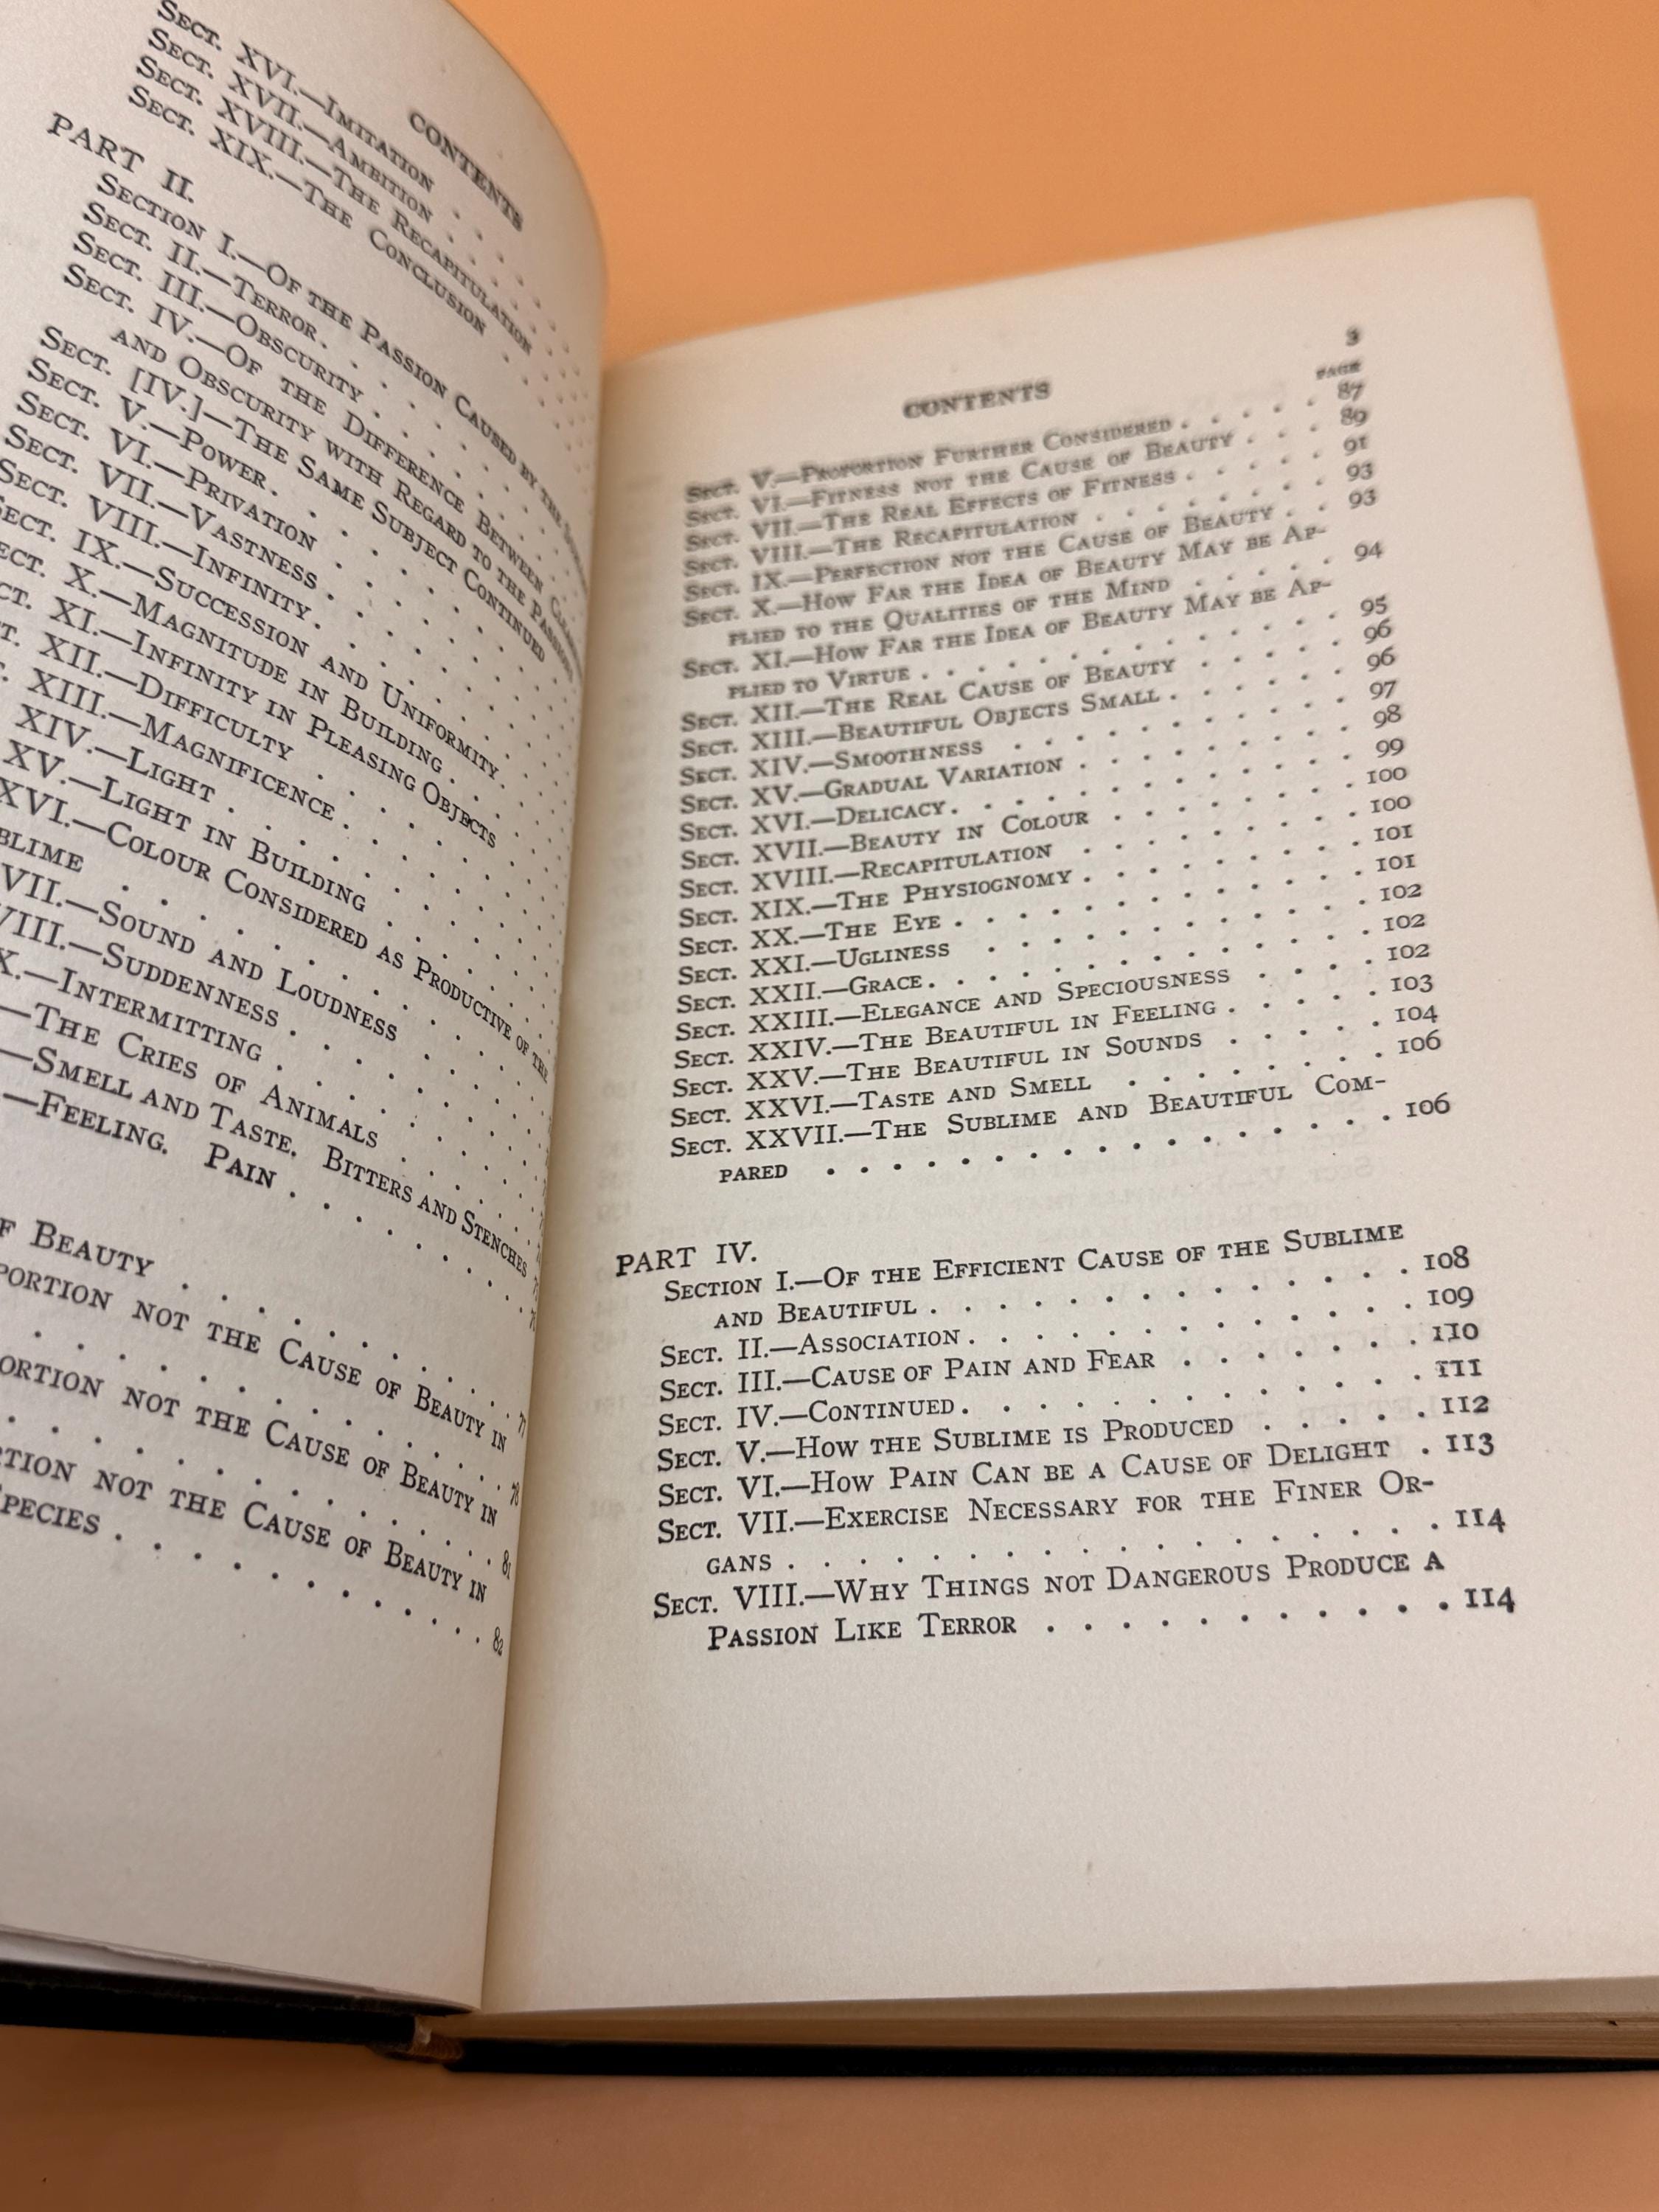 CONTENTS
SECT. XVI.—IMITATION . .
SECT. XVII.—AMBITION . .
SECT. XVIII.—THE RECAPITULATION
SECT. XIX.—THE CONCLUSION . .
PART II.
SECTION I.—OF THE PASSION CAUSED BY THE
SECT. II.—TERROR . . .
SECT. III.—OBSCURITY . . .
SECT. IV.—OF THE DIFFERENCE BETWEEN
AND OBSCURITY WITH REGARD TO THE PASSIONS
SECT. [IV.]—THE SAME SUBJECT CONTINUED
SECT. V.—POWER . . .
SECT. VI.—PRIVATION . . .
SECT. VII.—VASTNESS . . .
SECT. VIII.—INFINITY . . .
SECT. IX.—SUCCESSION AND UNIFORMITY . .
X.—MAGNITUDE IN BUILDING . . .
XI.—INFINITY IN PLEASING OBJECTS . .
XII.—DIFFICULTY . . .
XIII.—MAGNIFICENCE . . .
XIV.—LIGHT . . .
XV.—LIGHT IN BUILDING . . .
XVI.—COLOUR CONSIDERED AS PRODUCTIVE OF THE
BLIME . . .
VII.—SOUND AND LOUDNESS . . .
VIII.—SUDDENNESS . . .
X.—INTERMITTING . . .
—THE CRIES OF ANIMALS . . .
—SMELL AND TASTE. BITTERS AND STENCHES
—FEELING. PAIN . . .
F BEAUTY . . . 77
PORTION NOT THE CAUSE OF BEAUTY IN
. . . 78
ORTION NOT THE CAUSE OF BEAUTY IN
. . . 81
RTION NOT THE CAUSE OF BEAUTY IN
SPECIES . . . 82
CONTENTS 3
PAGE
SECT. V.—PROPORTION FURTHER CONSIDERED . . . . . 87
SECT. VI.—FITNESS NOT THE CAUSE OF BEAUTY . . . 89
SECT. VII.—THE REAL EFFECTS OF FITNESS . . . . . 91
SECT. VIII.—THE RECAPITULATION . . . . . . . 93
SECT. IX.—PERFECTION NOT THE CAUSE OF BEAUTY . . 93
SECT. X.—HOW FAR THE IDEA OF BEAUTY MAY BE AP-
PLIED TO THE QUALITIES OF THE MIND . . . . . 94
SECT. XI.—HOW FAR THE IDEA OF BEAUTY MAY BE AP-
PLIED TO VIRTUE . . . . . . . . . . . . 95
SECT. XII.—THE REAL CAUSE OF BEAUTY . . . . . 96
SECT. XIII.—BEAUTIFUL OBJECTS SMALL . . . . . 96
SECT. XIV.—SMOOTHNESS . . . . . . . . . . 97
SECT. XV.—GRADUAL VARIATION . . . . . . . . 98
SECT. XVI.—DELICACY . . . . . . . . . . . 99
SECT. XVII.—BEAUTY IN COLOUR . . . . . . . 100
SECT. XVIII.—RECAPITULATION . . . . . . . . 100
SECT. XIX.—THE PHYSIOGNOMY . . . . . . . . 101
SECT. XX.—THE EYE . . . . . . . . . . . . 101
SECT. XXI.—UGLINESS . . . . . . . . . . . 102
SECT. XXII.—GRACE . . . . . . . . . . . . 102
SECT. XXIII.—ELEGANCE AND SPECIOUSNESS . . . . 102
SECT. XXIV.—THE BEAUTIFUL IN FEELING . . . . . 103
SECT. XXV.—THE BEAUTIFUL IN SOUNDS . . . . . 104
SECT. XXVI.—TASTE AND SMELL . . . . . . . 106
SECT. XXVII.—THE SUBLIME AND BEAUTIFUL COM-
PARED . . . . . . . . . . . . . . . . 106
PART IV.
SECTION I.—OF THE EFFICIENT CAUSE OF THE SUBLIME
AND BEAUTIFUL . . . . . . . . . . . . 108
SECT. II.—ASSOCIATION . . . . . . . . . . . 109
SECT. III.—CAUSE OF PAIN AND FEAR . . . . . . 110
SECT. IV.—CONTINUED . . . . . . . . . . . 111
SECT. V.—HOW THE SUBLIME IS PRODUCED . . . . . 112
SECT. VI.—HOW PAIN CAN BE A CAUSE OF DELIGHT . 113
SECT. VII.—EXERCISE NECESSARY FOR THE FINER OR-
GANS . . . . . . . . . . . . . . . . 114
SECT. VIII.—WHY THINGS NOT DANGEROUS PRODUCE A
PASSION LIKE TERROR . . . . . . . . . . 114